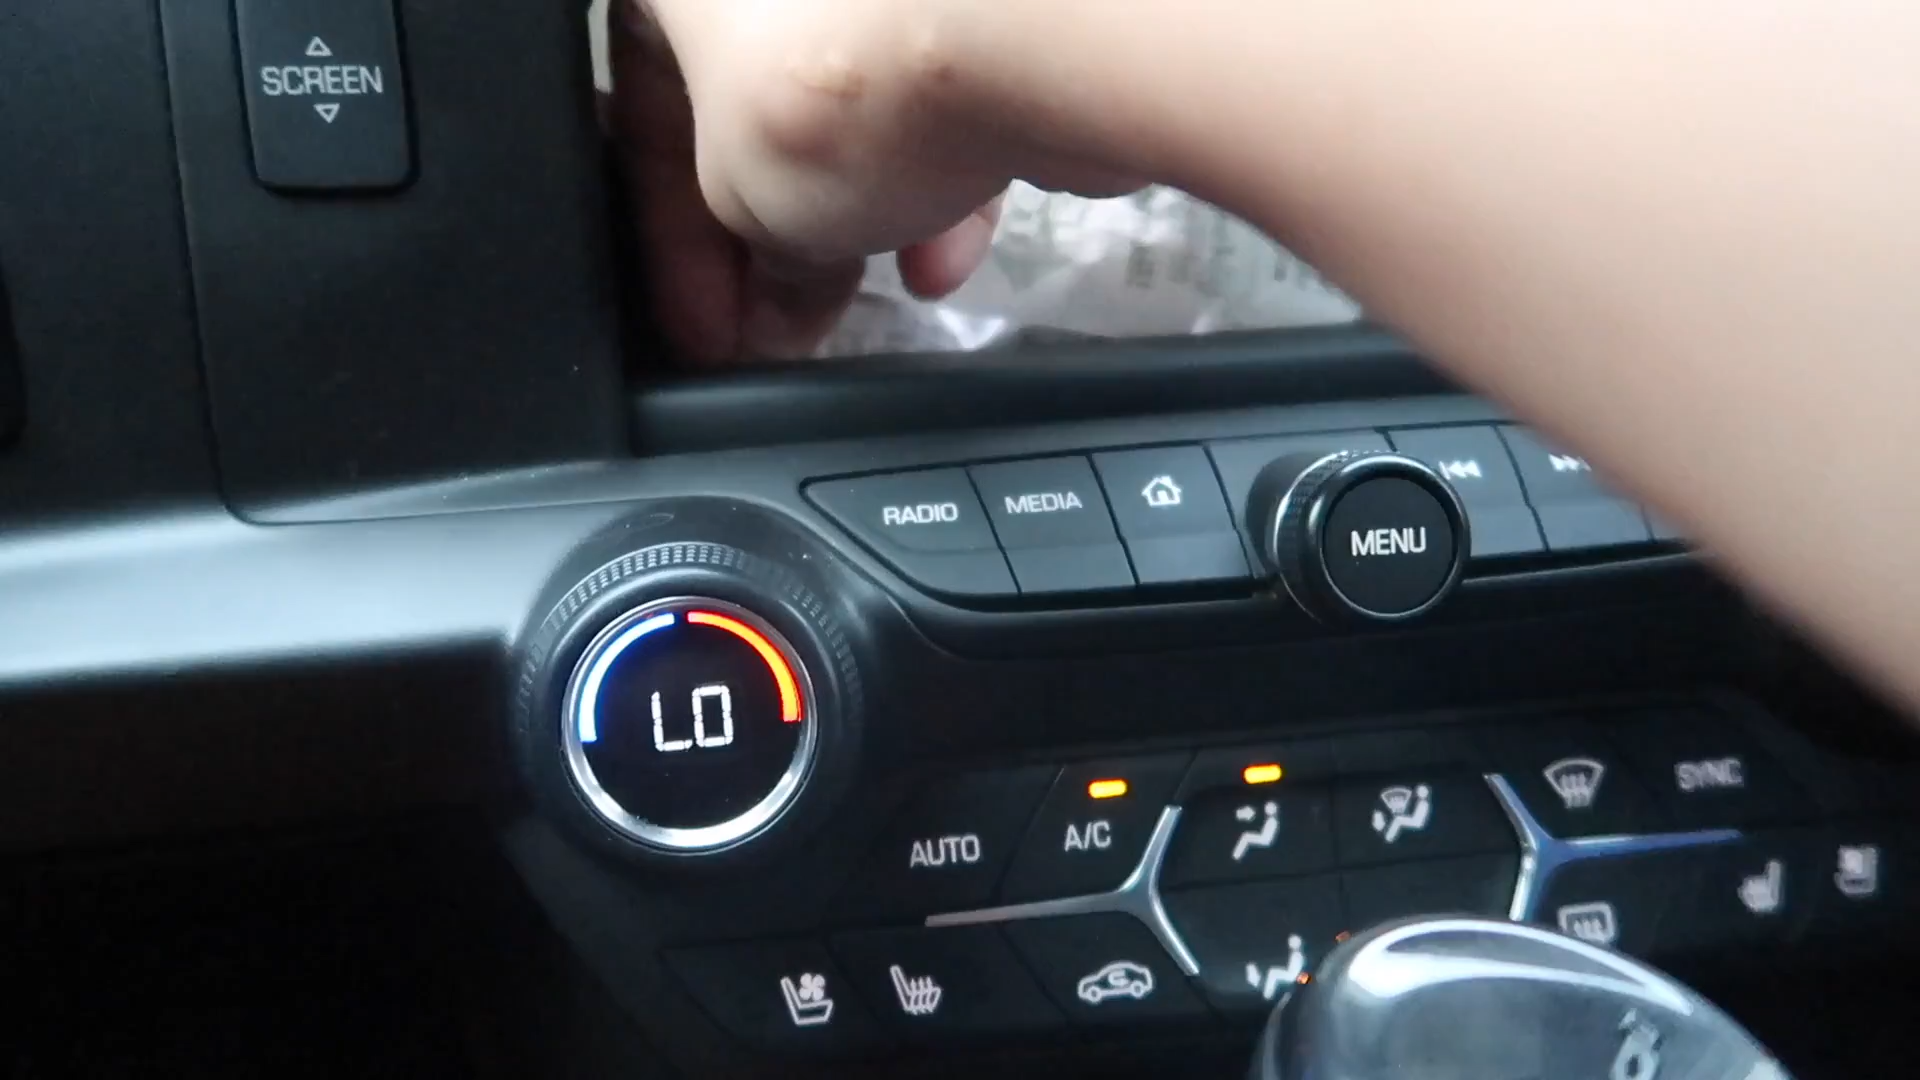 SCREEN
RADIO
MEDIA
MENU
LO
AUTO
A/C
SYNC